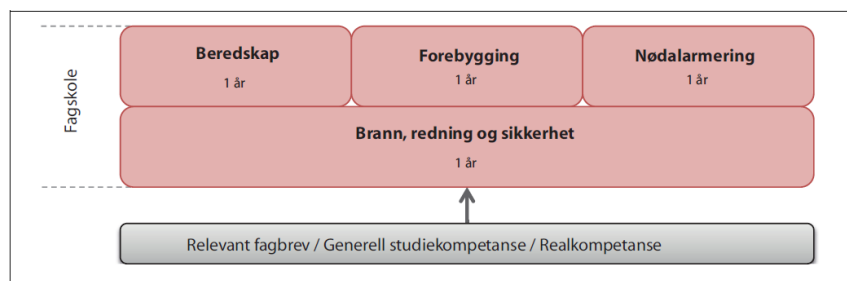 Fagskole
Beredskap
1 år
Forebygging
1 år
Nødalarmering
1 år
Brann, redning og sikkerhet
1 år
Relevant fagbrev / Generell studiekompetanse / Realkompetanse